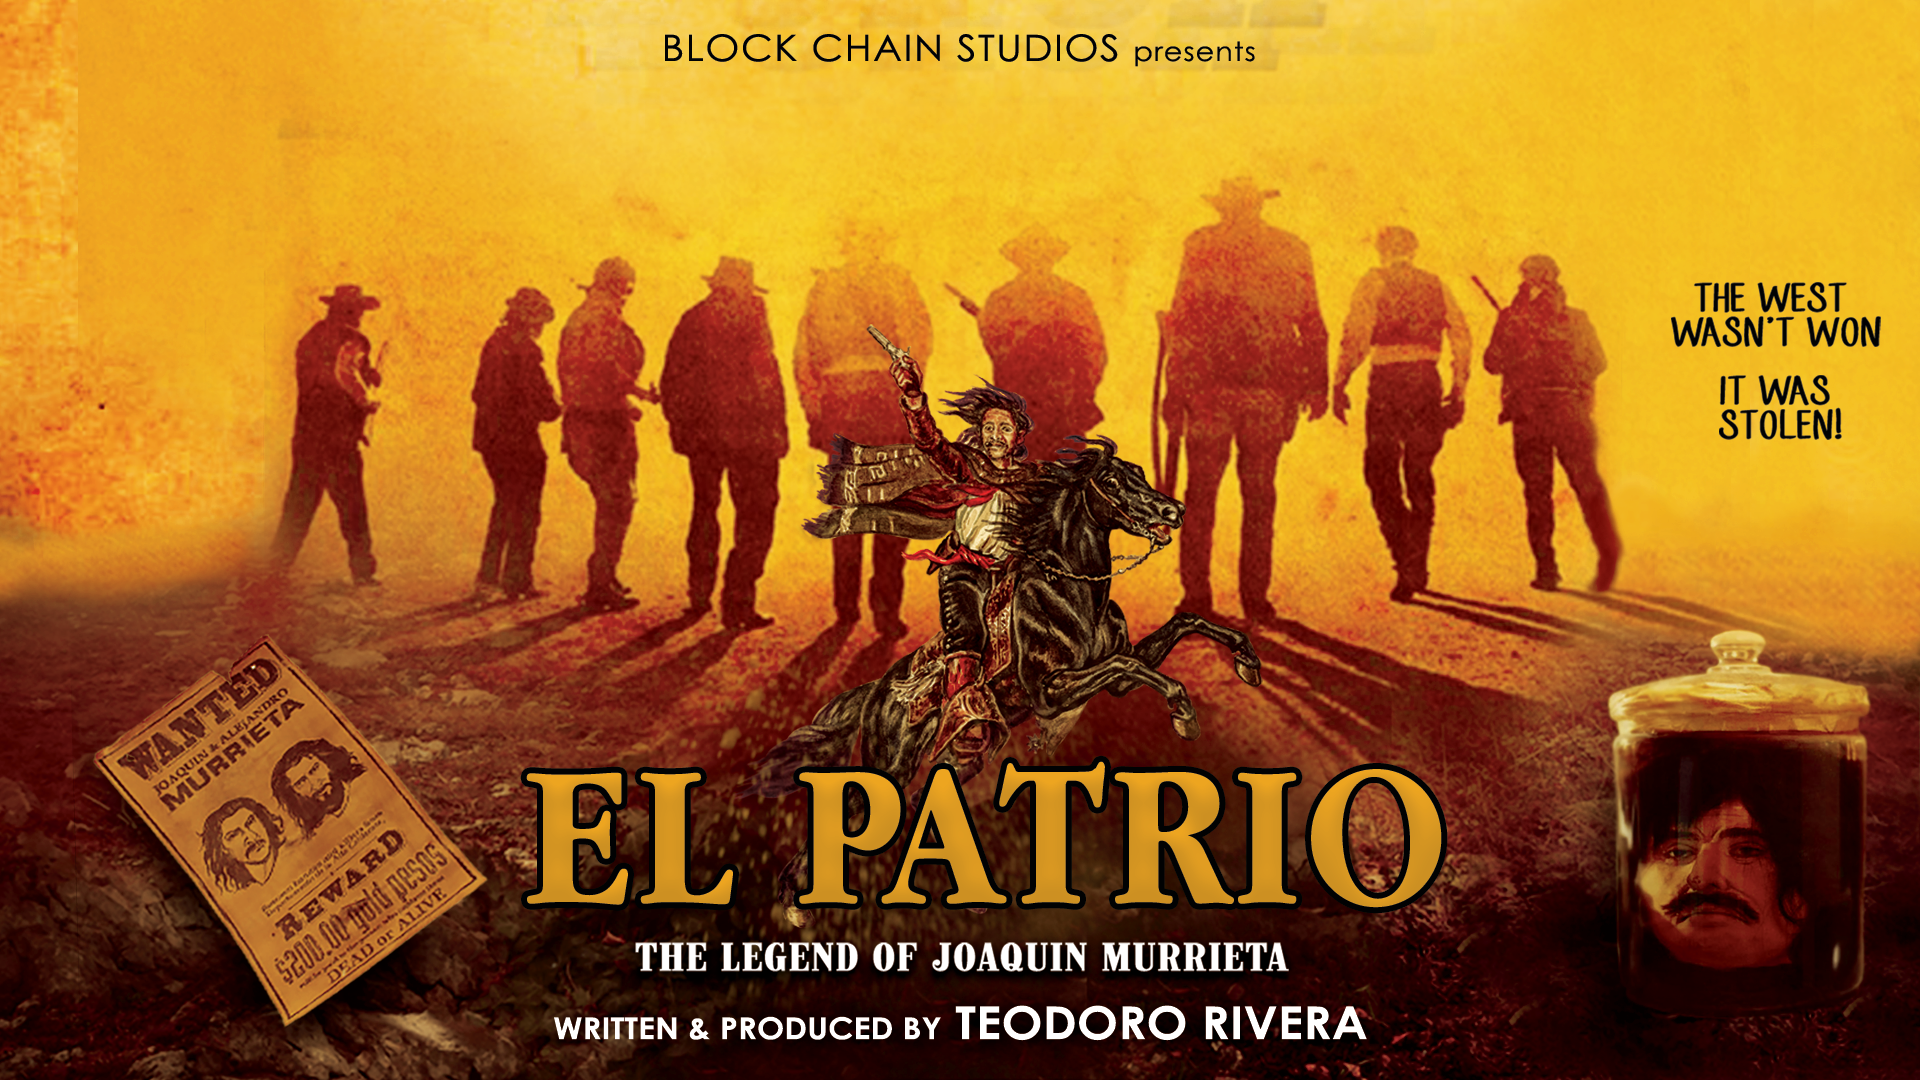 BLOCK CHAIN STUDIOS presents
THE WEST
WASN'T WON
IT WAS
STOLEN!
WANTED
JOAQUIN & ALEJANDRO
MURRIETA
REWARD
$200.00 gold pesos
DEAD OR ALIVE
EL PATRIO
THE LEGEND OF JOAQUIN MURRIETA
WRITTEN & PRODUCED BY TEODORO RIVERA